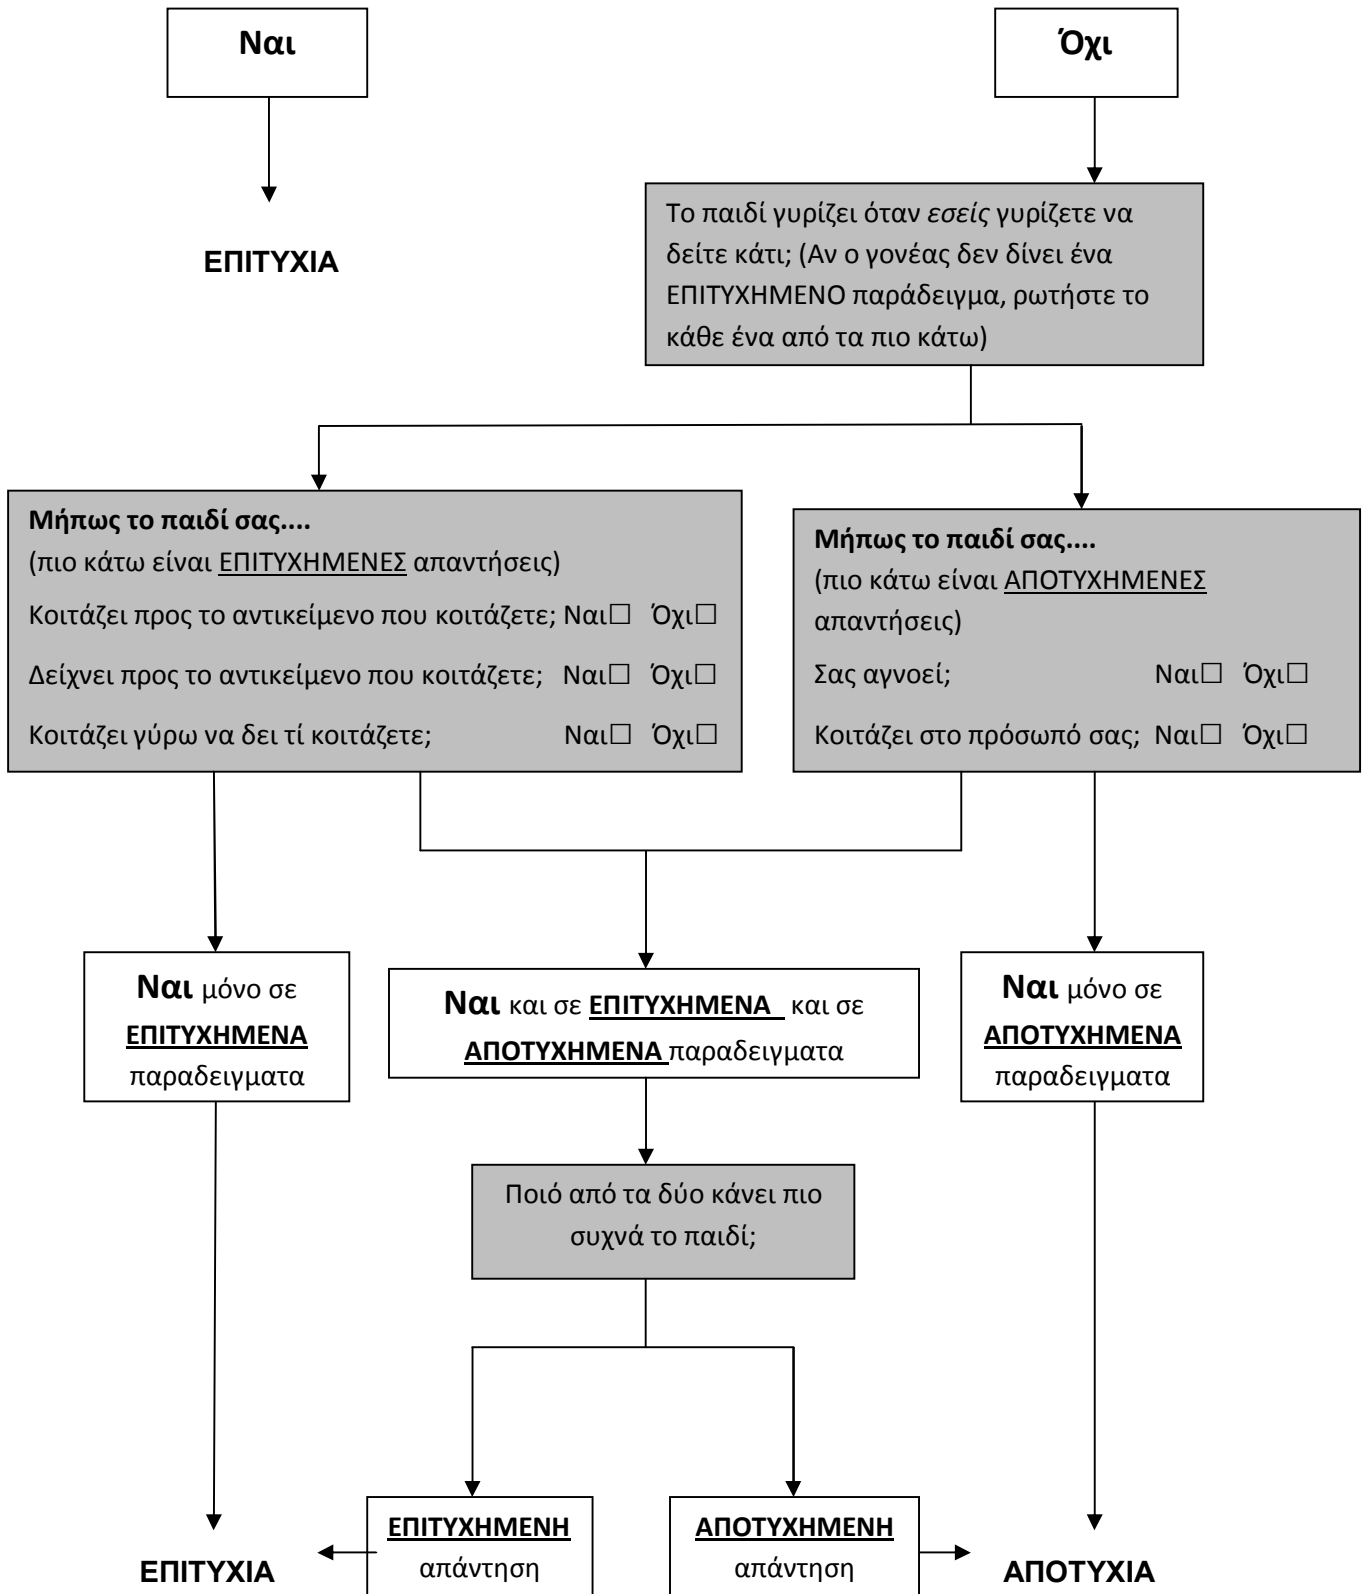 Ναι
Όχι
ΕΠΙΤΥΧΙΑ
Το παιδί γυρίζει όταν εσείς γυρίζετε να
δείτε κάτι; (Αν ο γονέας δεν δίνει ένα
ΕΠΙΤΥΧΗΜΕΝΟ παράδειγμα, ρωτήστε το
κάθε ένα από τα πιο κάτω)
Μήπως το παιδί σας....
(πιο κάτω είναι ΕΠΙΤΥΧΗΜΕΝΕΣ απαντήσεις)
Κοιτάζει προς το αντικείμενο που κοιτάζετε; Ναι☐ Όχι☐
Δείχνει προς το αντικείμενο που κοιτάζετε; Ναι☐ Όχι☐
Κοιτάζει γύρω να δει τί κοιτάζετε; Ναι☐ Όχι☐
Μήπως το παιδί σας....
(πιο κάτω είναι ΑΠΟΤΥΧΗΜΕΝΕΣ
απαντήσεις)
Σας αγνοεί; Ναι☐ Όχι☐
Κοιτάζει στο πρόσωπό σας; Ναι☐ Όχι☐
Ναι μόνο σε
ΕΠΙΤΥΧΗΜΕΝΑ
παραδειγματα
Ναι και σε ΕΠΙΤΥΧΗΜΕΝΑ και σε
ΑΠΟΤΥΧΗΜΕΝΑ παραδειγματα
Ναι μόνο σε
ΑΠΟΤΥΧΗΜΕΝΑ
παραδειγματα
Ποιό από τα δύο κάνει πιο
συχνά το παιδί;
ΕΠΙΤΥΧΗΜΕΝΗ
απάντηση
ΑΠΟΤΥΧΗΜΕΝΗ
απάντηση
ΕΠΙΤΥΧΙΑ
ΑΠΟΤΥΧΙΑ